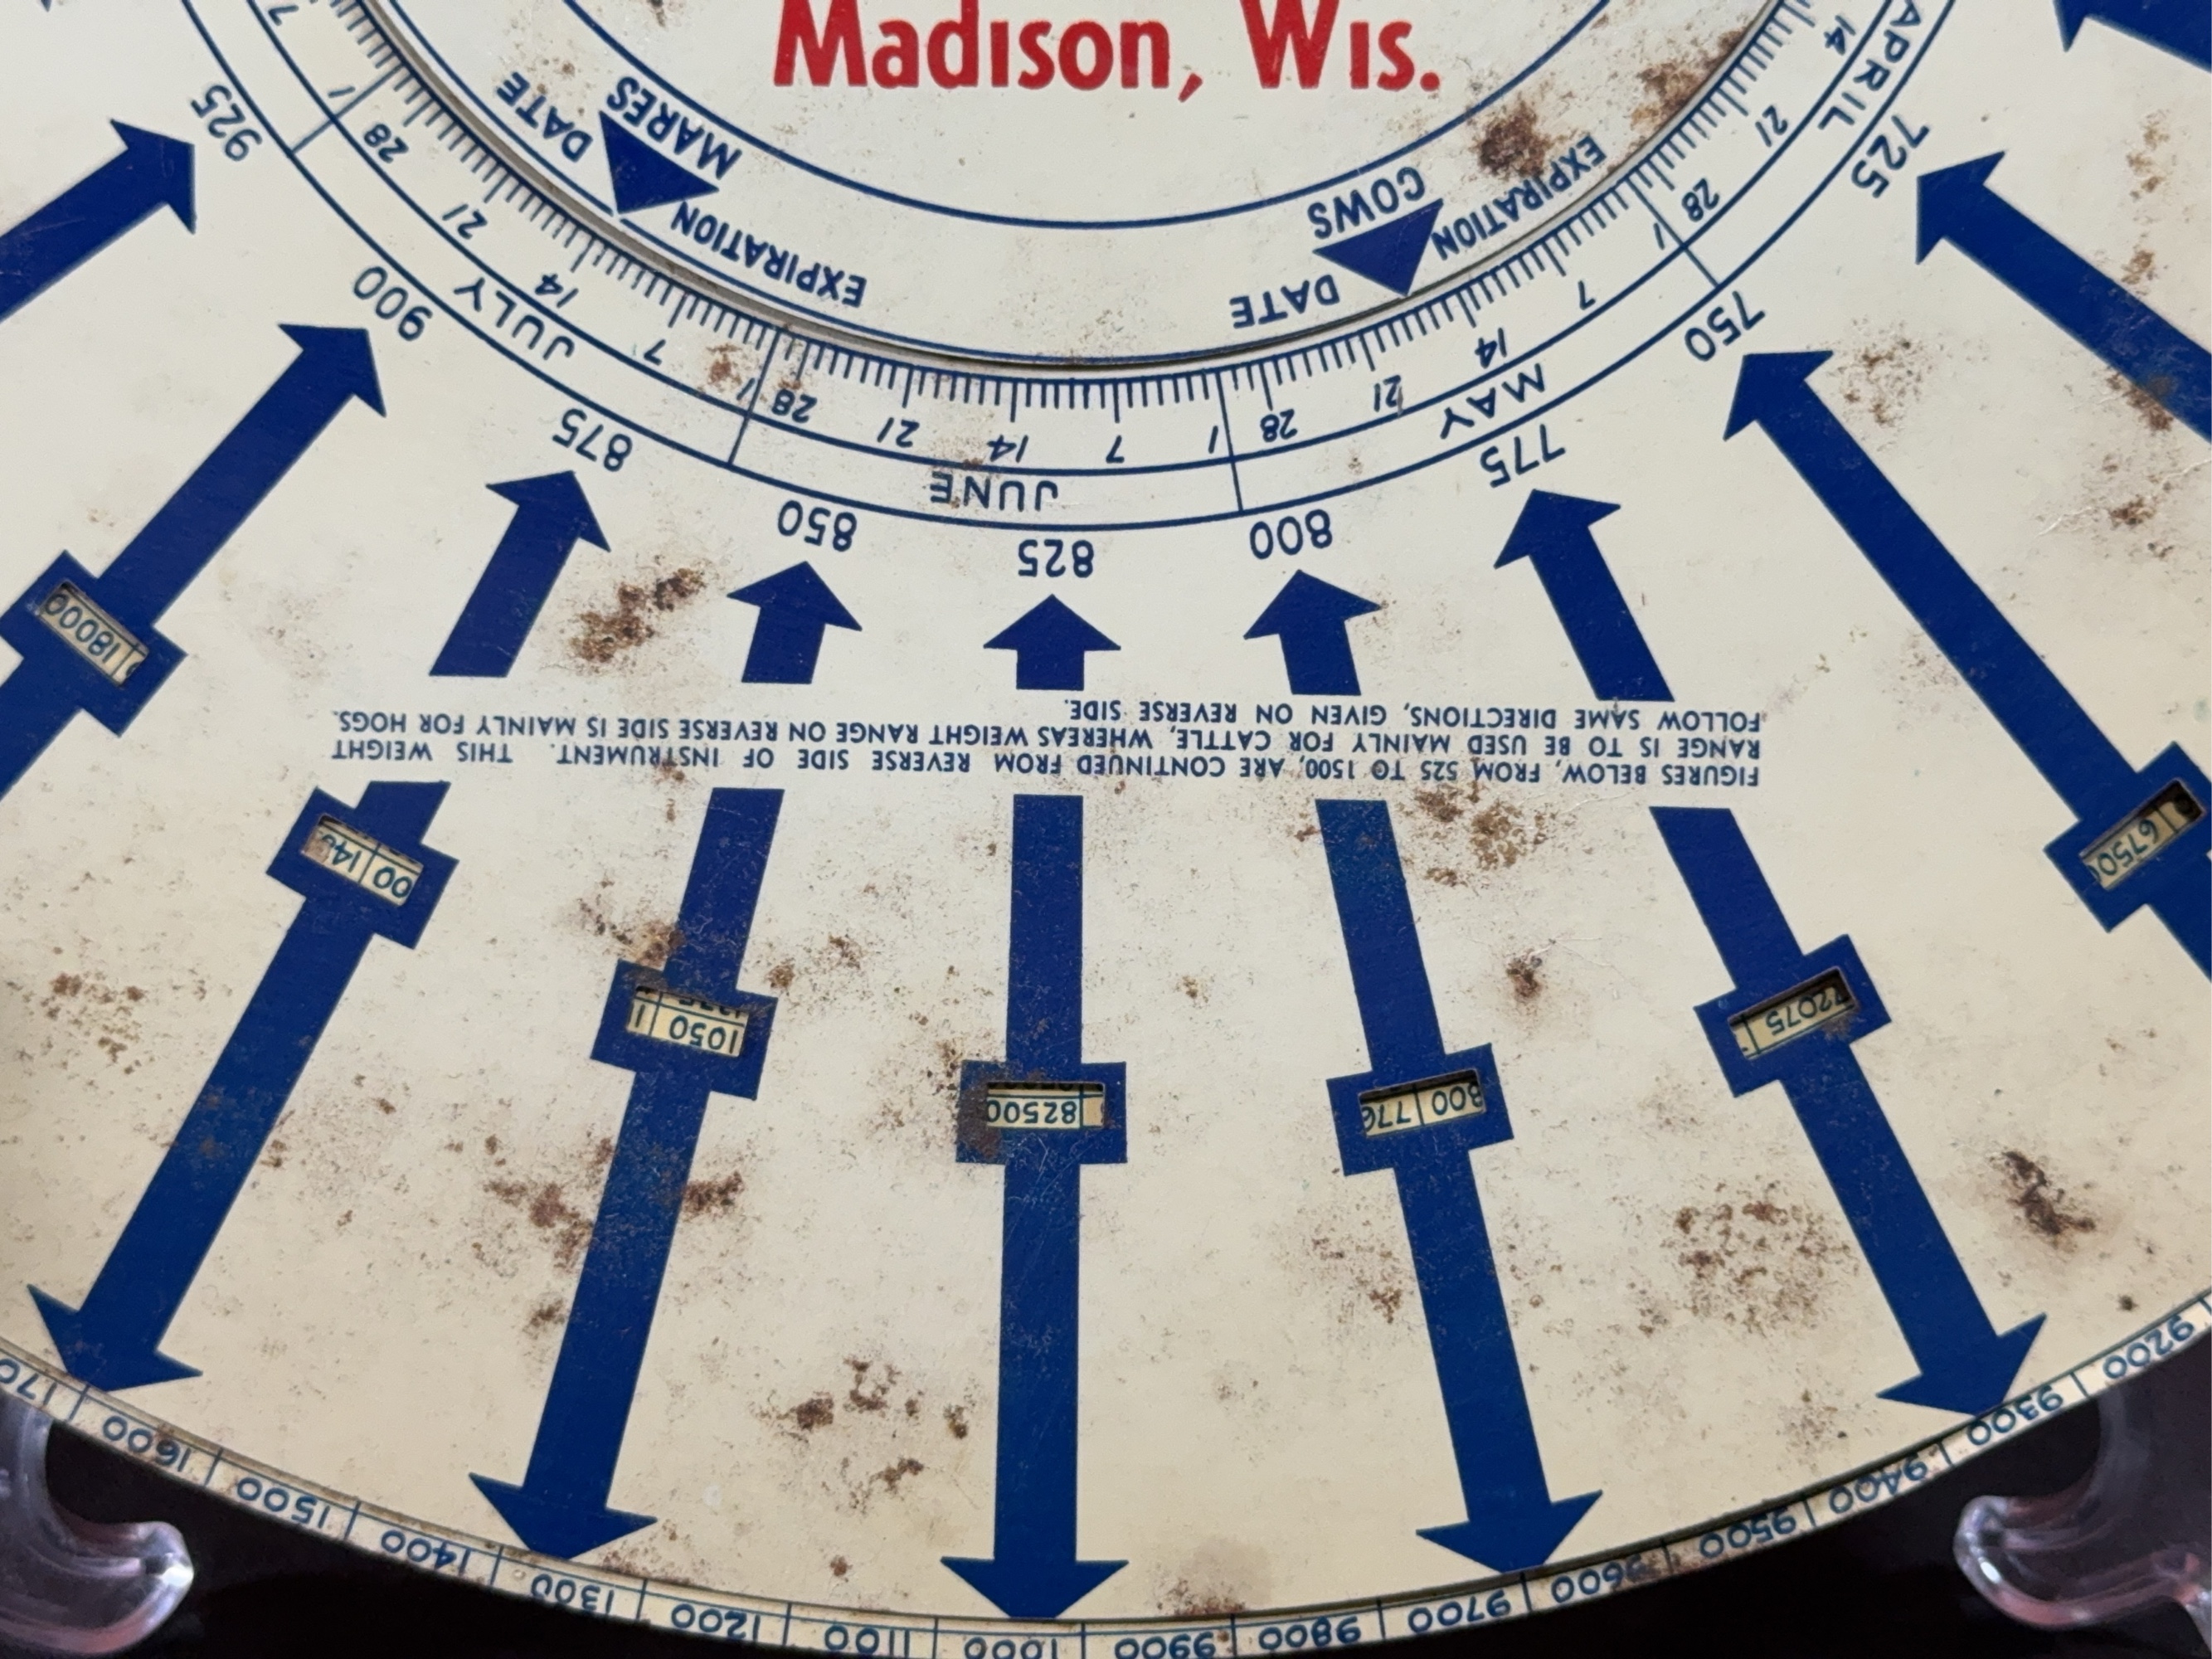 Madison, Wis.
MARES
EXPIRATION DATE
COWS
EXPIRATION DATE
APRIL
14 21 28
MAY
1 7 14 21 28
JUNE
1 7 14 21 28
JULY
1 7 14 21 28
1 7
725
750
775
800
825
850
875
900
925
FIGURES BELOW, FROM 525 TO 1500, ARE CONTINUED FROM REVERSE SIDE OF INSTRUMENT. THIS WEIGHT
RANGE IS TO BE USED MAINLY FOR CATTLE, WHEREAS WEIGHT RANGE ON REVERSE SIDE IS MAINLY FOR HOGS.
FOLLOW SAME DIRECTIONS, GIVEN ON REVERSE SIDE.
6750
72075
82500
1050
18000
9200
9300
9400
9500
9600
9700
9800
9900
1000
1100
1200
1300
1400
1500
1600